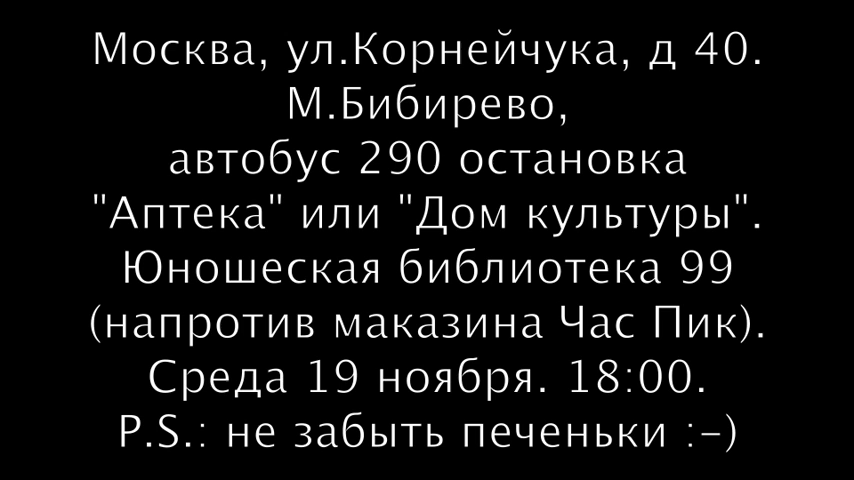 Москва, ул.Корнейчука, д 40.
М.Бибирево,
автобус 290 остановка
"Аптека" или "Дом культуры".
Юношеская библиотека 99
(напротив маказина Час Пик).
Среда 19 ноября. 18:00.
P.S.: не забыть печеньки :-)